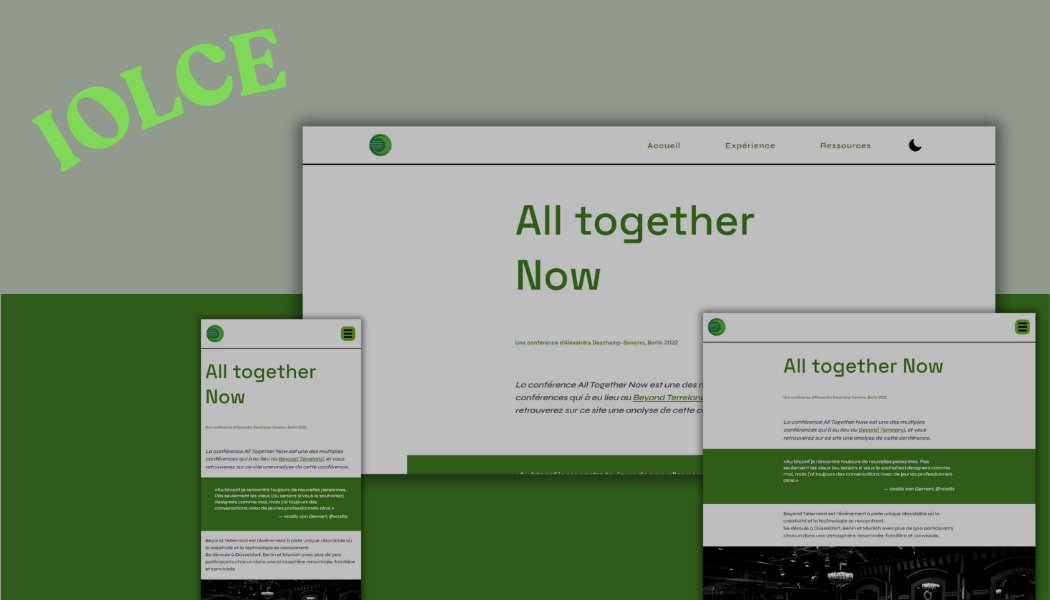 IOLCE
Accueil Expérience Ressources
All together
Now
Une conférence d'Alexandra Deschamp-Sonsino, Berlin 2022
La conférence All Together Now est une des
conférences qui à eu lieu au Beyond
retrouverez sur ce site une analyse de cette
All together
Now
Une conférence d'Alexandra Deschamp-Sonsino, Berlin 2022
La conférence All Together Now est une des multiples
conférences qui à eu lieu au Beyond Terrelond, et vous
retrouverez sur ce site une analyse de cette conférence.
«Au btconf je rencontre toujours de nouvelles personnes.
Pas seulement les vieux (ou seniors si vous le souhaitez)
designers comme moi, mais j'ai toujours des
conversations avec de jeunes professionnels ainsi.»
— Vasilis van Gemert, @vasilis
Beyond Tellerrand est l'événement à piste unique abordable où
la créativité et la technologie se rencontrent.
Se déroule à Düsseldorf, Berlin et Munich avec plus de 500
participants chacun dans une atmosphère renommée, familière
et conviviale.
All together Now
Une conférence d'Alexandra Deschamp-Sonsino, Berlin 2022
La conférence All Together Now est une des multiples
conférences qui à eu lieu au Beyond Terrelond, et vous
retrouverez sur ce site une analyse de cette conférence.
«Au btconf je rencontre toujours de nouvelles personnes. Pas
seulement les vieux (ou seniors si vous le souhaitez) designers comme
moi, mais j'ai toujours des conversations avec de jeunes professionnels
ainsi.»
— Vasilis van Gemert, @vasilis
Beyond Tellerrand est l'événement à piste unique abordable où la
créativité et la technologie se rencontrent.
Se déroule à Düsseldorf, Berlin et Munich avec plus de 500 participants
chacun dans une atmosphère renommée, familière et conviviale.